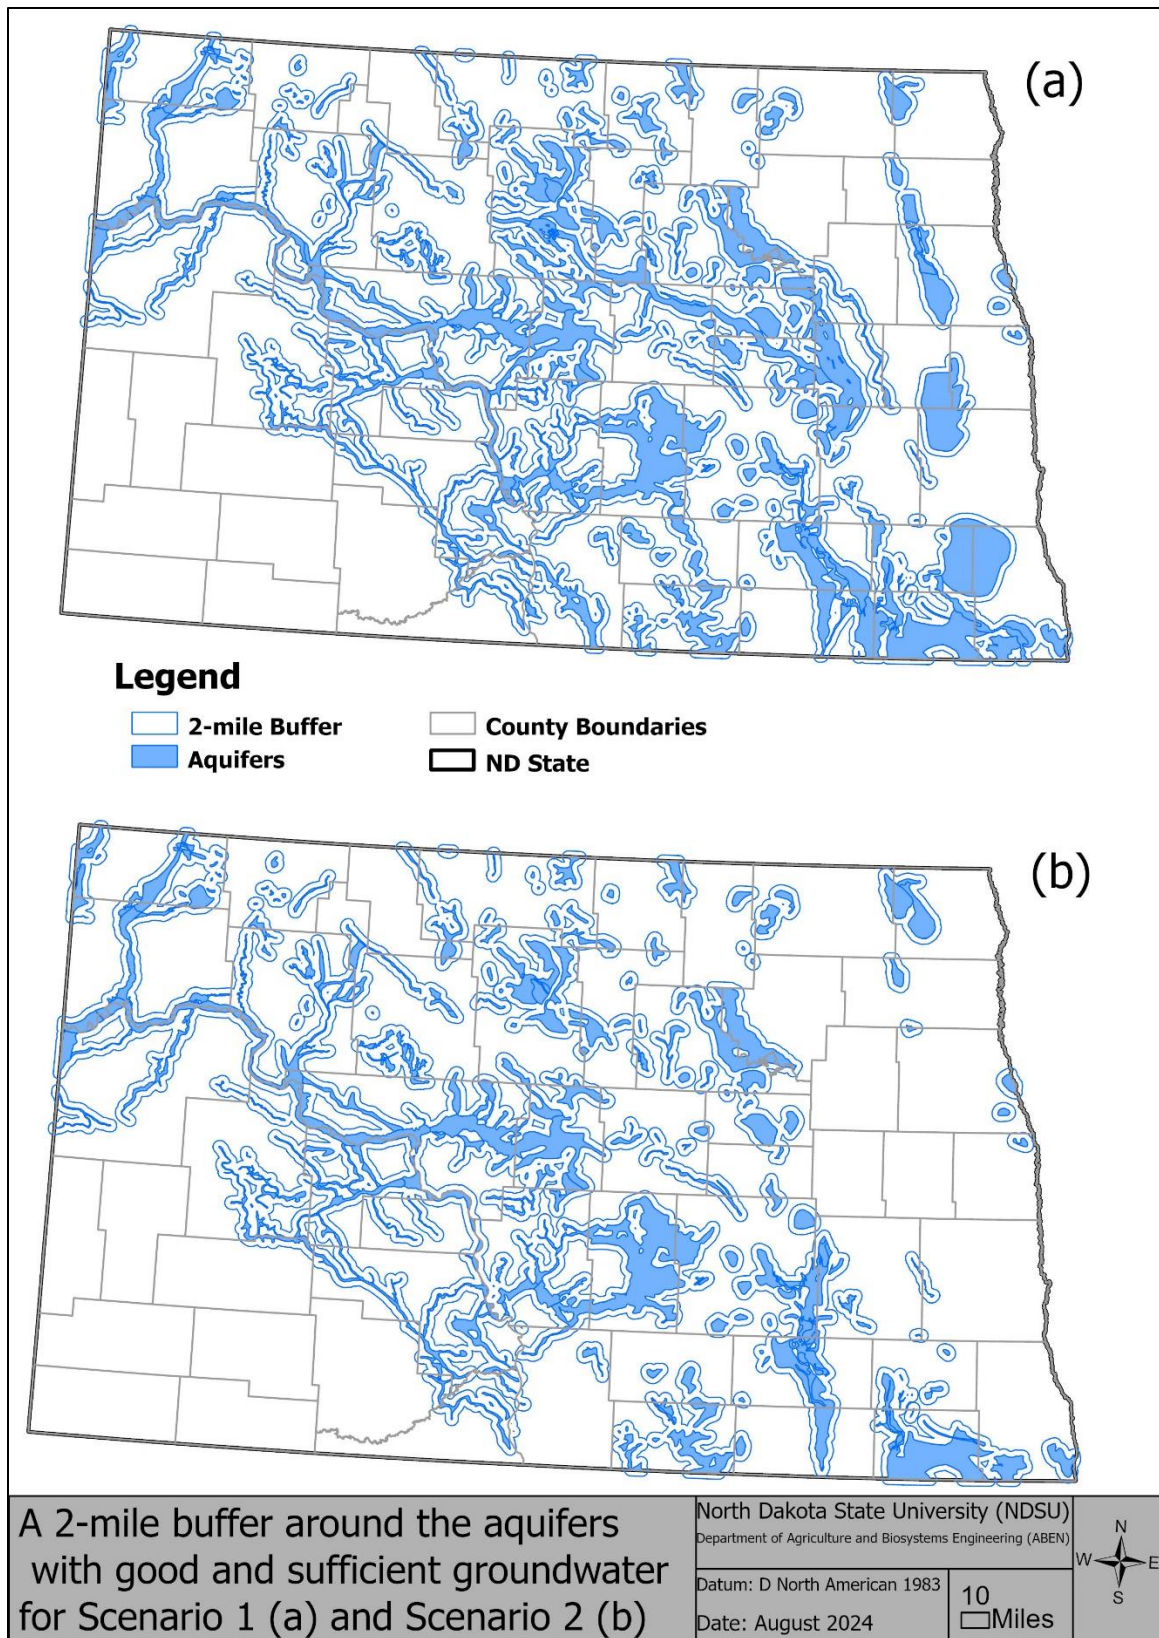 (a)
Legend
2-mile Buffer
County Boundaries
Aquifers
ND State
(b)
A 2-mile buffer around the aquifers
with good and sufficient groundwater
for Scenario 1 (a) and Scenario 2 (b)
North Dakota State University (NDSU)
Department of Agriculture and Biosystems Engineering (ABEN)
Datum: D North American 1983
Date: August 2024
10
Miles
N
W
E
S